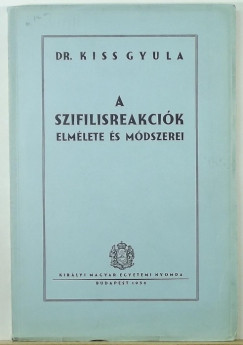 DR. KISS GYULA
A
SZIFILISREAKCIÓK
ELMÉLETE ÉS MÓDSZEREI
KIRÁLYI MAGYAR EGYETEMI NYOMDA
BUDAPEST